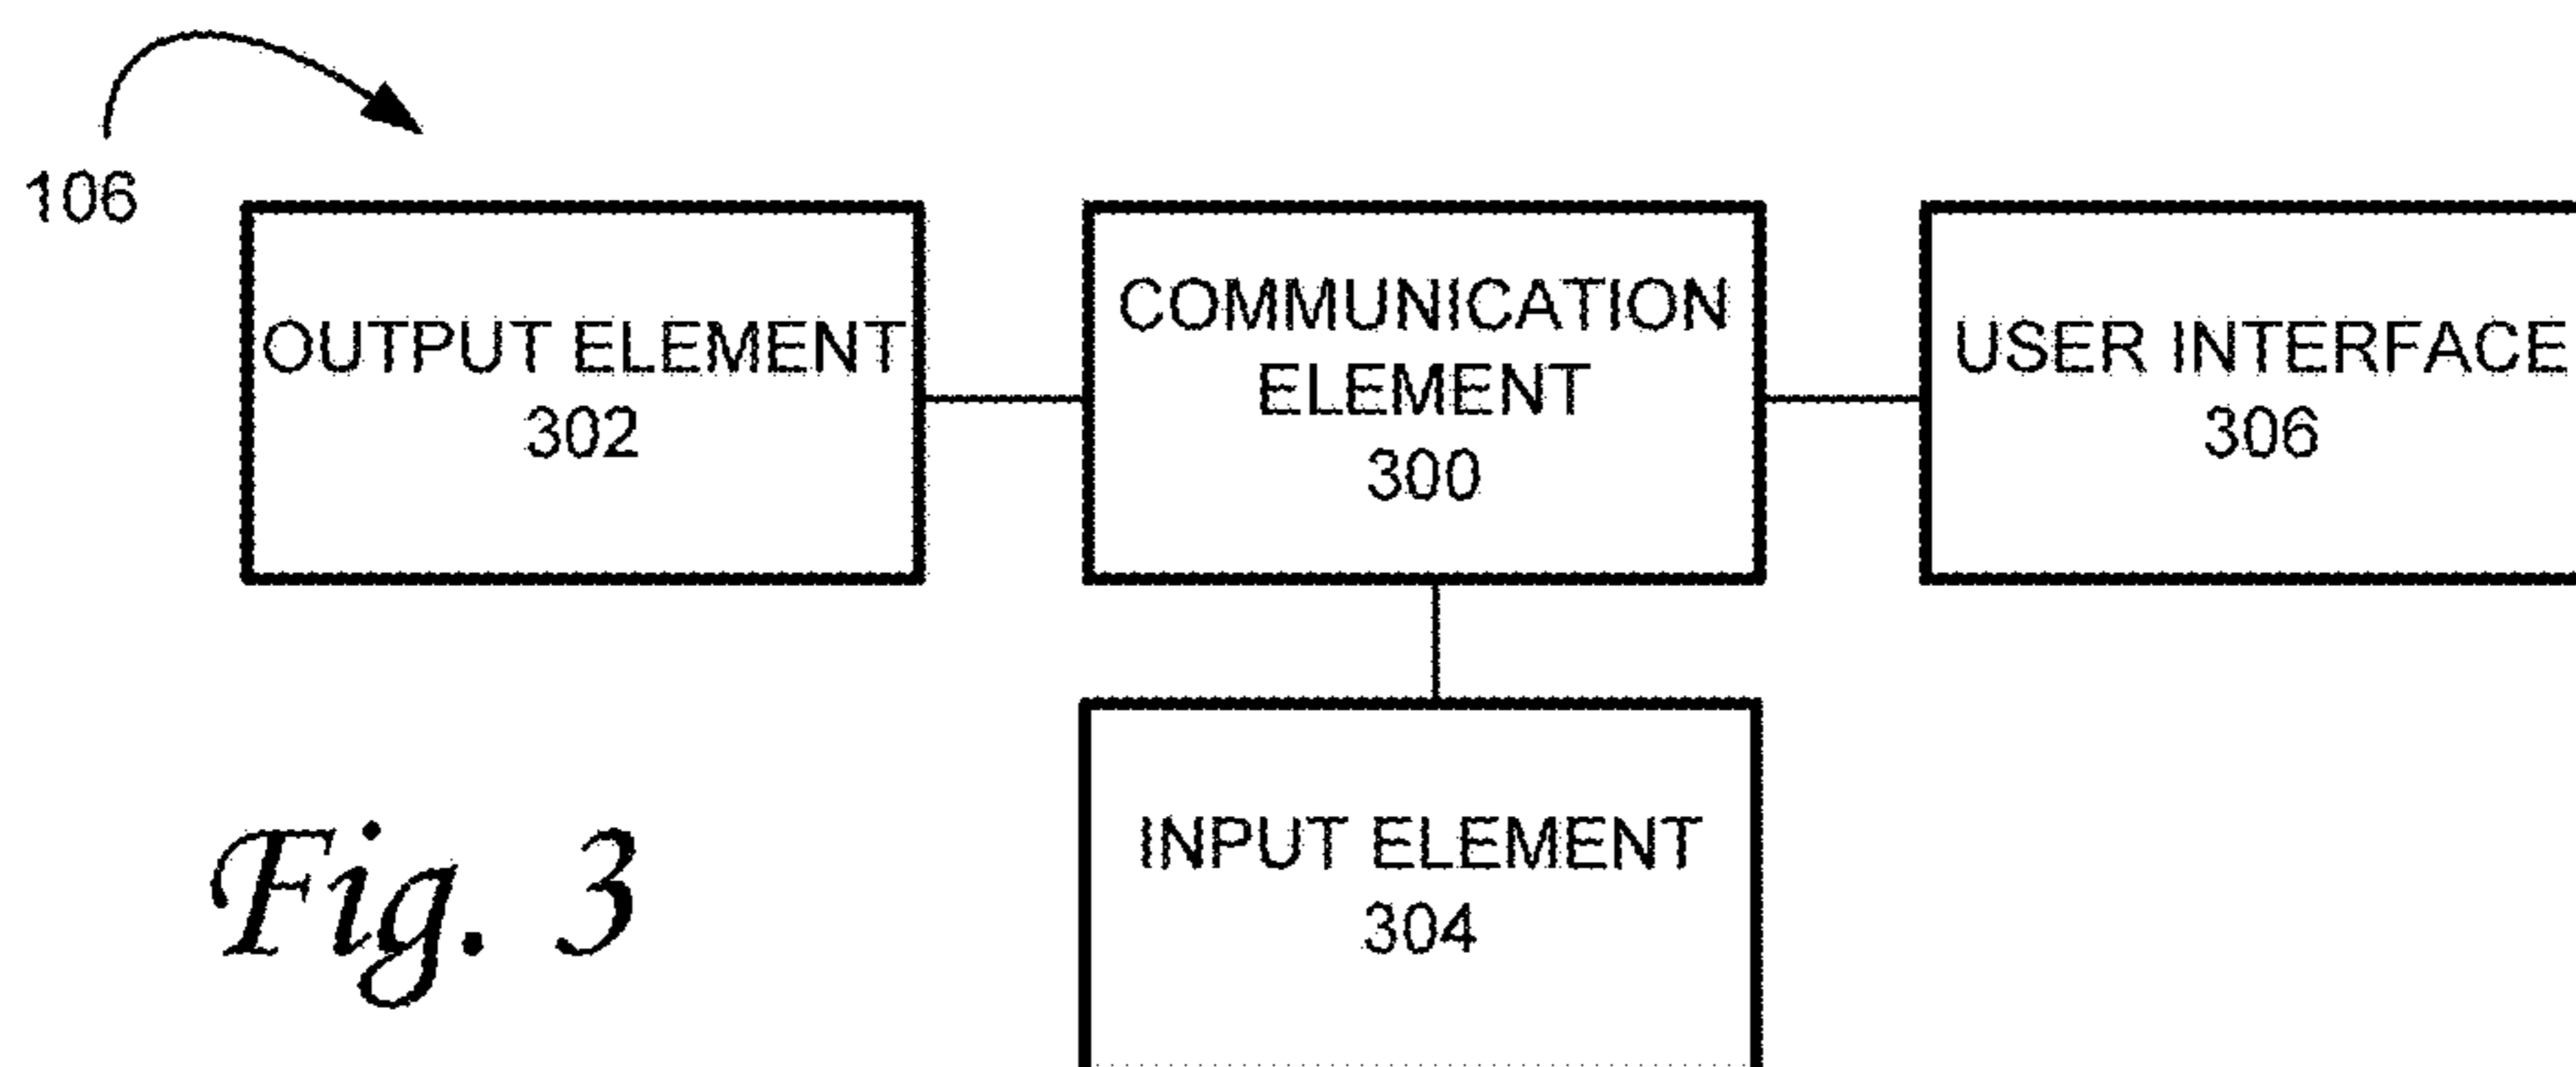 106
OUTPUT ELEMENT
302
COMMUNICATION
ELEMENT
300
USER INTERFACE
306
INPUT ELEMENT
304
Fig. 3